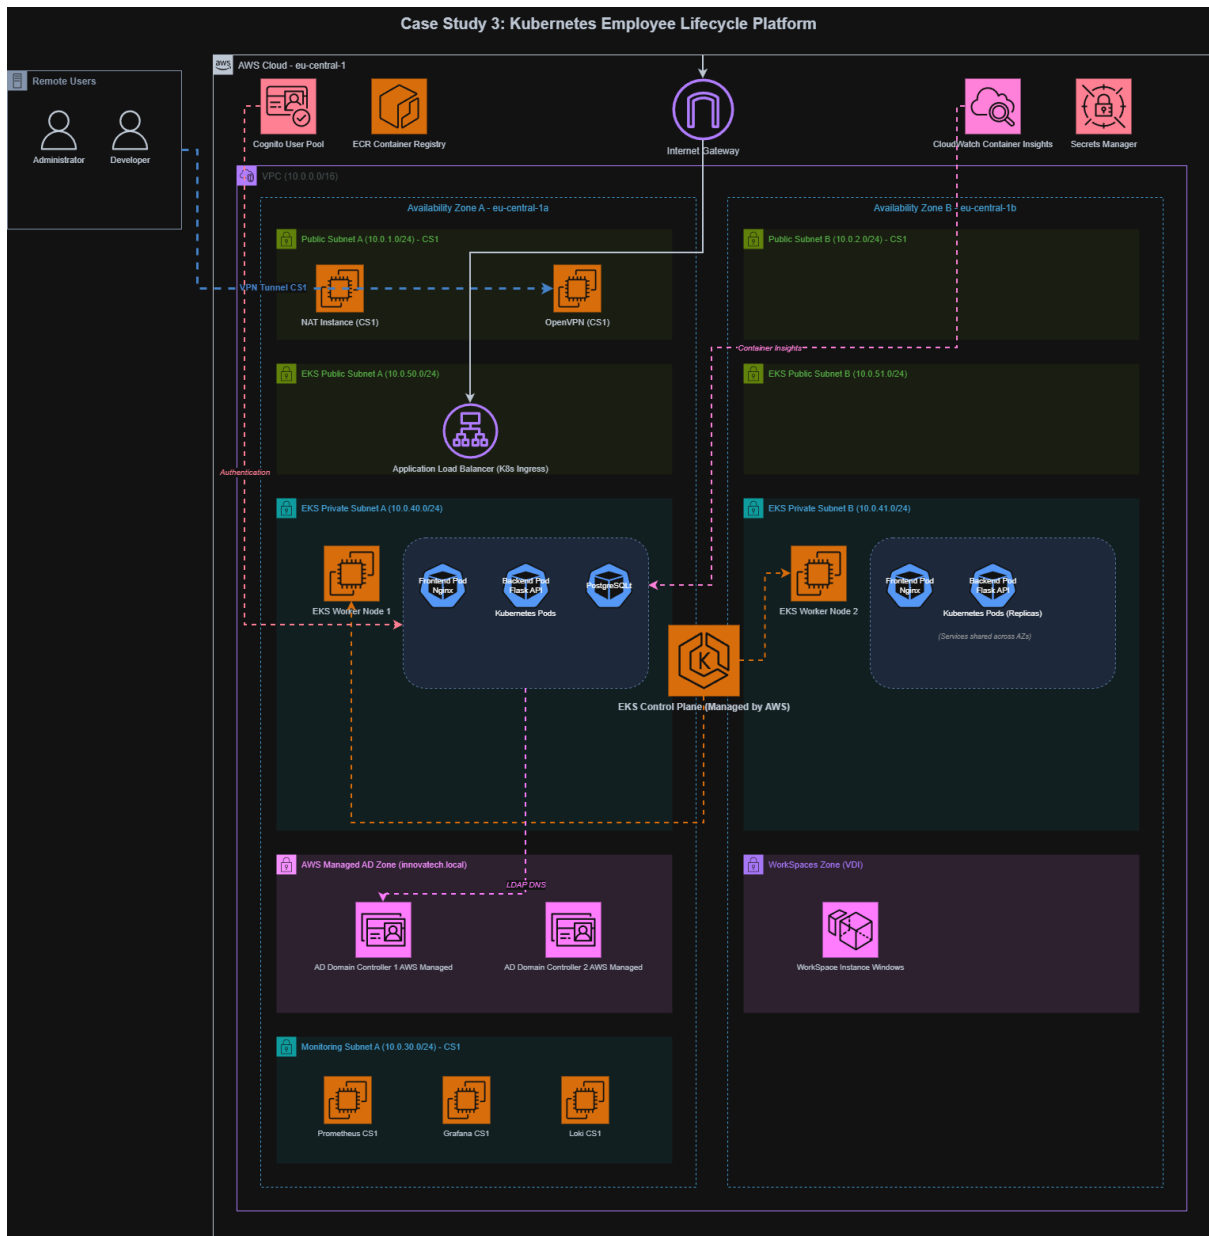 Case Study 3: Kubernetes Employee Lifecycle Platform
aws
AWS Cloud - eu-central-1
Remote Users
Administrator
Developer
Cognito User Pool
ECR Container Registry
Internet Gateway
CloudWatch Container Insights
Secrets Manager
VPC (10.0.0.0/16)
Availability Zone A - eu-central-1a
Availability Zone B - eu-central-1b
Public Subnet A (10.0.1.0/24) - CS1
Public Subnet B (10.0.2.0/24) - CS1
VPN Tunnel CS1
NAT Instance (CS1)
OpenVPN (CS1)
Container Insights
EKS Public Subnet A (10.0.50.0/24)
EKS Public Subnet B (10.0.51.0/24)
Application Load Balancer (K8s Ingress)
Authentication
EKS Private Subnet A (10.0.40.0/24)
EKS Private Subnet B (10.0.41.0/24)
EKS Worker Node 1
Frontend Pod
Nginx
Backend Pod
Flask API
Kubernetes Pods
EKS Worker Node 2
Frontend Pod
Nginx
Backend Pod
Flask API
Kubernetes Pods (Replicas)
(Services shared across AZs)
K
EKS Control Plane (Managed by AWS)
AWS Managed AD Zone (innovatech.local)
WorkSpaces Zone (VDI)
LDAP DNS
AD Domain Controller 1 AWS Managed
AD Domain Controller 2 AWS Managed
WorkSpace Instance Windows
Monitoring Subnet A (10.0.30.0/24) - CS1
Prometheus CS1
Grafana CS1
Loki CS1